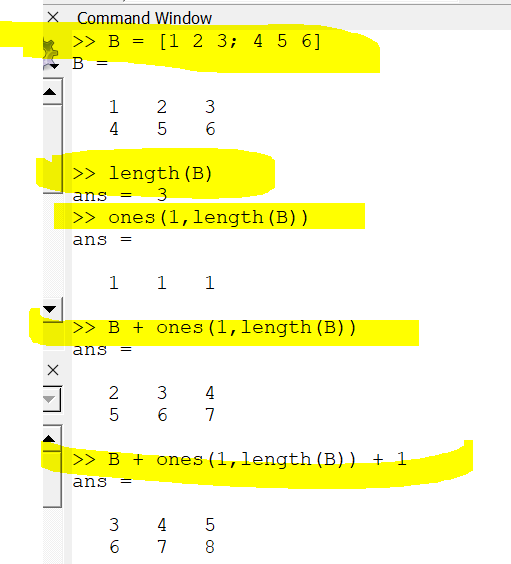 Command Window
>> B = [1 2 3; 4 5 6]
B =
1 2 3
4 5 6
>> length(B)
ans = 3
>> ones(1,length(B))
ans =
1 1 1
>> B + ones(1,length(B))
ans =
2 3 4
5 6 7
>> B + ones(1,length(B)) + 1
ans =
3 4 5
6 7 8